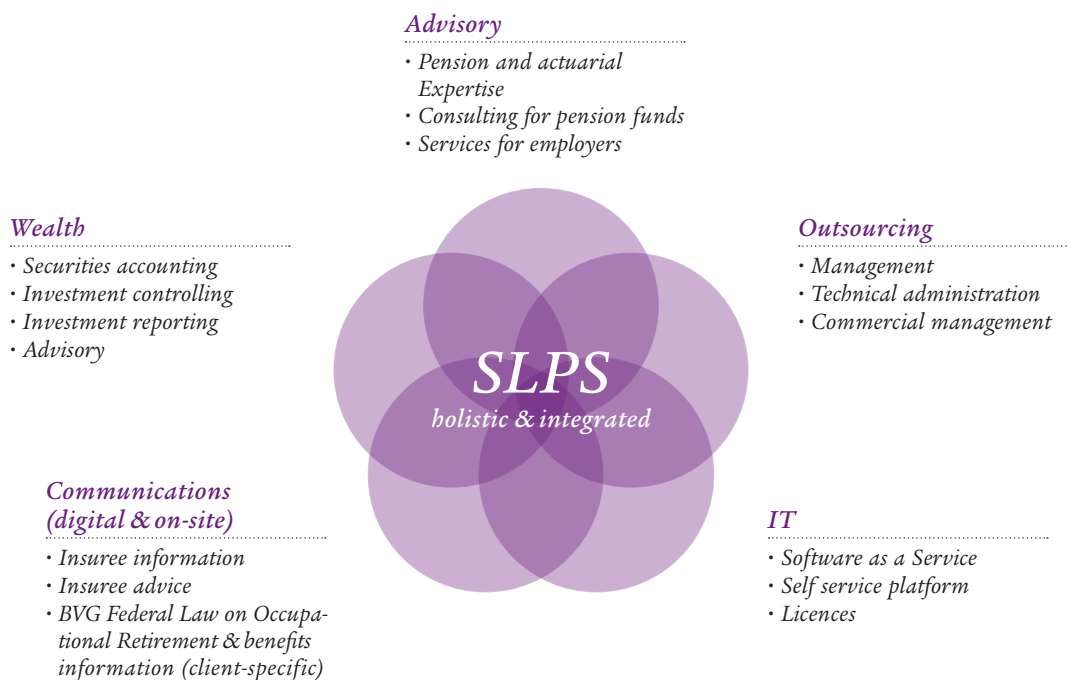 Advisory
· Pension and actuarial
Expertise
· Consulting for pension funds
· Services for employers
Wealth
· Securities accounting
· Investment controlling
· Investment reporting
· Advisory
Outsourcing
· Management
· Technical administration
· Commercial management
SLPS
holistic & integrated
Communications
(digital & on-site)
· Insuree information
· Insuree advice
· BVG Federal Law on Occupa-
tional Retirement & benefits
information (client-specific)
IT
· Software as a Service
· Self service platform
· Licences